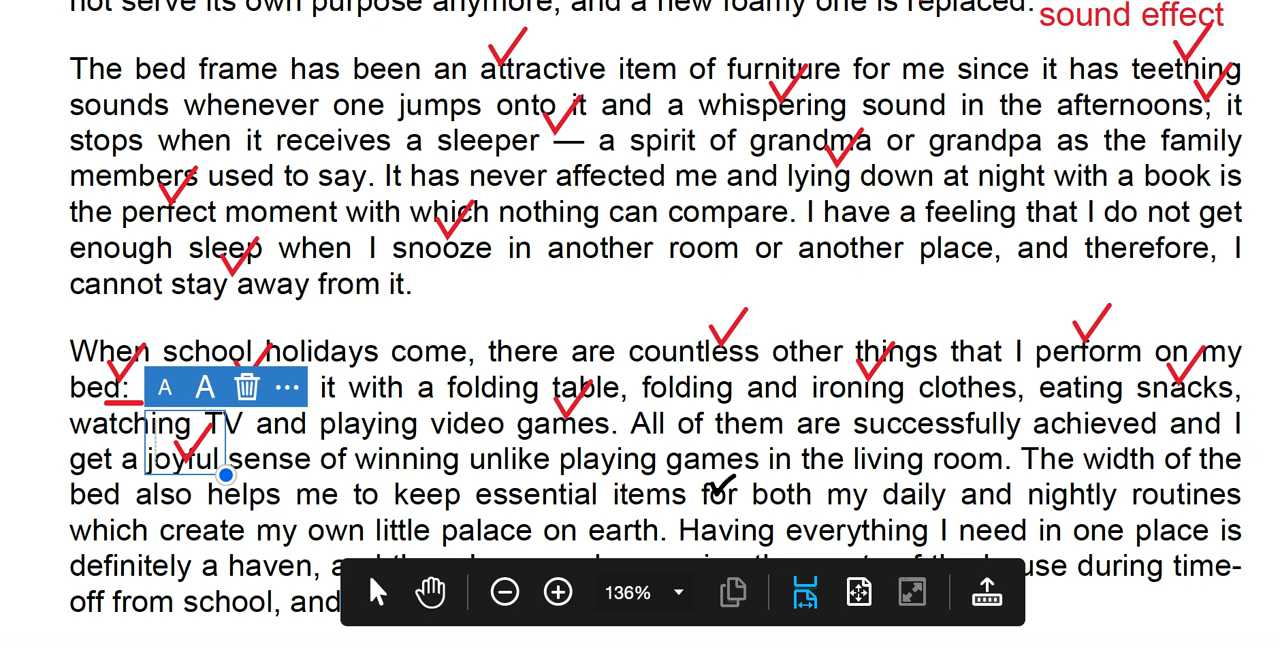 not serve its own purpose anymore, and a new foamy one is replaced.
sound effect
The bed frame has been an attractive item of furniture for me since it has teething
sounds whenever one jumps onto it and a whispering sound in the afternoons; it
stops when it receives a sleeper — a spirit of grandma or grandpa as the family
members used to say. It has never affected me and lying down at night with a book is
the perfect moment with which nothing can compare. I have a feeling that I do not get
enough sleep when I snooze in another room or another place, and therefore, I
cannot stay away from it.
When school holidays come, there are countless other things that I perform on my
bed: it with a folding table, folding and ironing clothes, eating snacks,
watching TV and playing video games. All of them are successfully achieved and I
get a joyful sense of winning unlike playing games in the living room. The width of the
bed also helps me to keep essential items for both my daily and nightly routines
which create my own little palace on earth. Having everything I need in one place is
definitely a haven, during time-
off from school, and
A A
136%